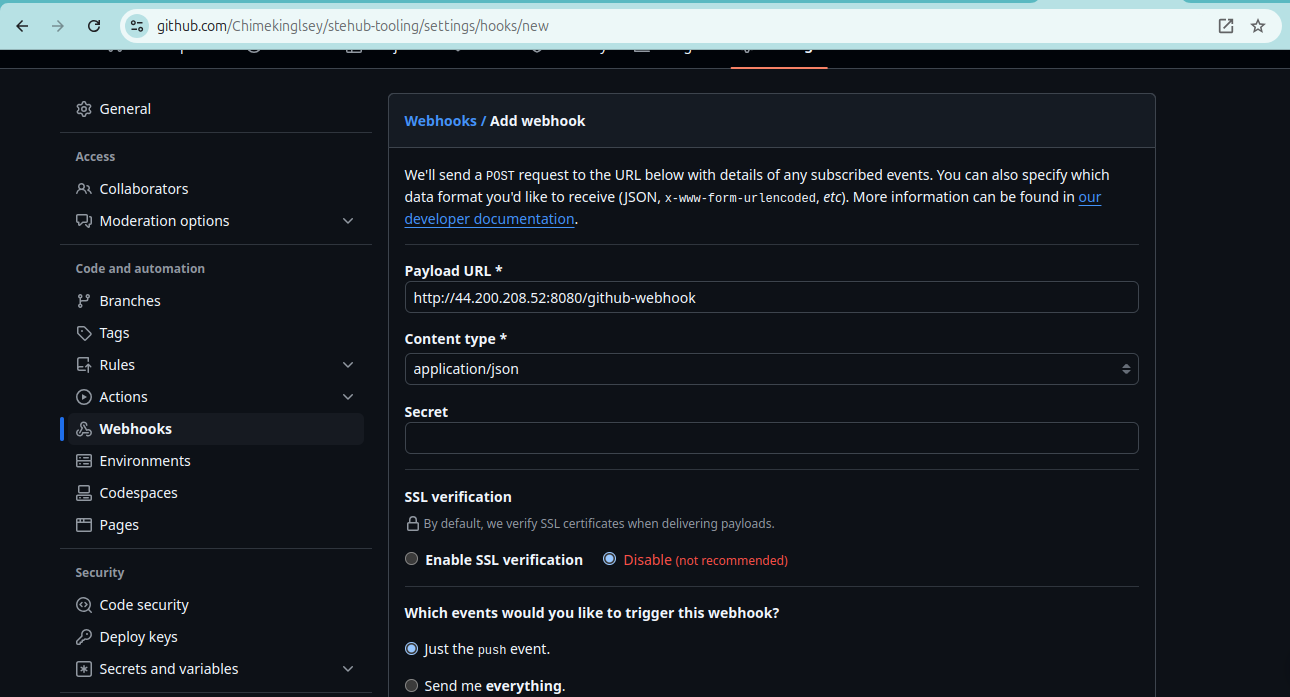 github.com/Chimekinglsey/stehub-tooling/settings/hooks/new
General
Access
Collaborators
Moderation options
Code and automation
Branches
Tags
Rules
Actions
Webhooks
Environments
Codespaces
Pages
Security
Code security
Deploy keys
Secrets and variables
Webhooks / Add webhook
We'll send a POST request to the URL below with details of any subscribed events. You can also specify which
data format you'd like to receive (JSON, x-www-form-urlencoded, etc). More information can be found in our
developer documentation.
Payload URL *
http://44.200.208.52:8080/github-webhook
Content type *
application/json
Secret
SSL verification
By default, we verify SSL certificates when delivering payloads.
Enable SSL verification Disable (not recommended)
Which events would you like to trigger this webhook?
Just the push event.
Send me everything.